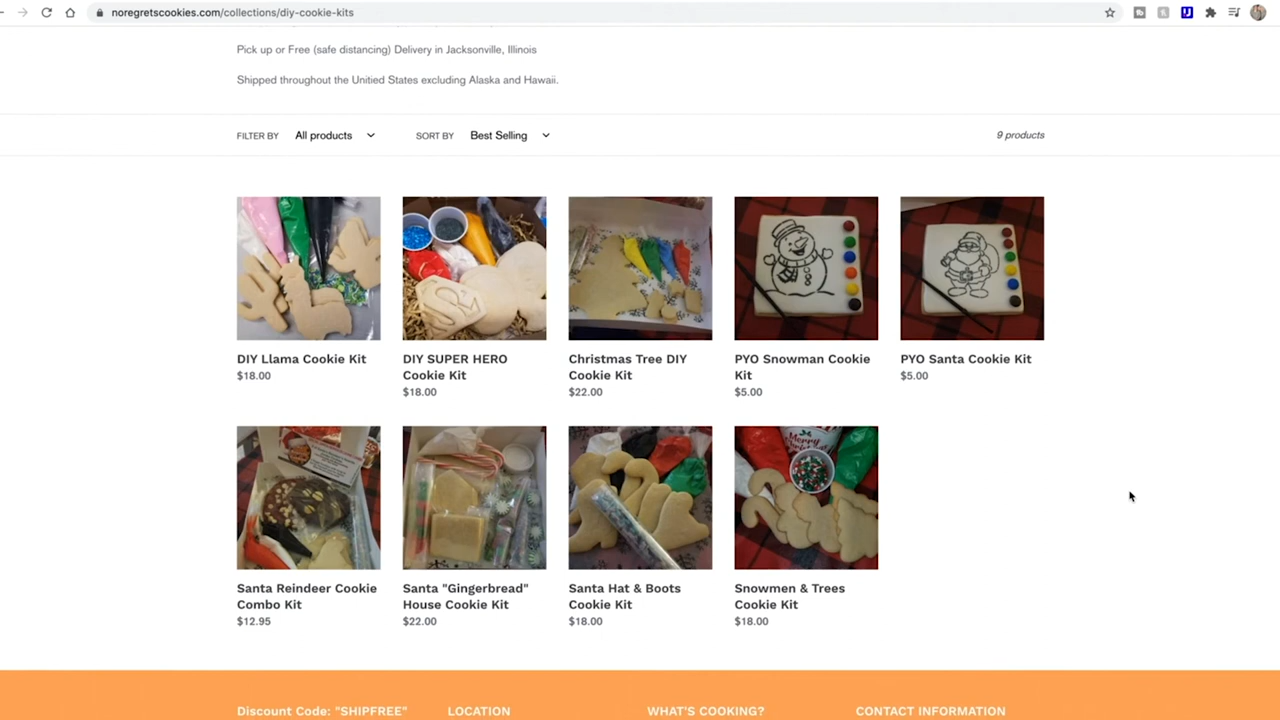 noregretscookies.com/collections/diy-cookie-kits
Pick up or Free (safe distancing) Delivery in Jacksonville, Illinois
Shipped throughout the Unitied States excluding Alaska and Hawaii.
FILTER BY All products SORT BY Best Selling 9 products
DIY Llama Cookie Kit
$18.00
DIY SUPER HERO
Cookie Kit
$18.00
Christmas Tree DIY
Cookie Kit
$22.00
PYO Snowman Cookie
Kit
$5.00
PYO Santa Cookie Kit
$5.00
Santa Reindeer Cookie
Combo Kit
$12.95
Santa "Gingerbread"
House Cookie Kit
$22.00
Santa Hat & Boots
Cookie Kit
$18.00
Merry
Snowmen & Trees
Cookie Kit
$18.00
Discount Code: "SHIPFREE" LOCATION WHAT'S COOKING? CONTACT INFORMATION